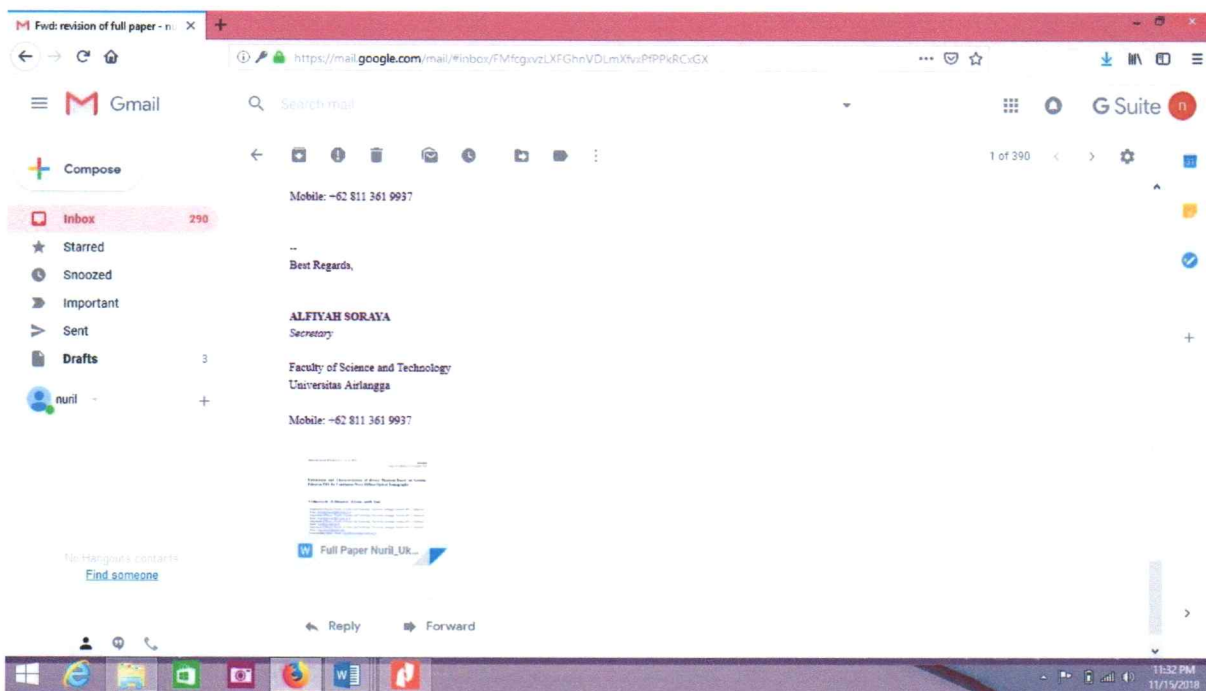 Fwd: revision of full paper - n
https://mail.google.com/mail/#inbox/
Gmail
Search mail
G Suite
n
Compose
1 of 390
Mobile: +62 811 361 9937
Inbox 290
Starred
Snoozed
Important
Sent
Drafts 3
nuril
--
Best Regards,
ALFIYAH SORAYA
Secretary
Faculty of Science and Technology
Universitas Airlangga
Mobile: +62 811 361 9937
W Full Paper Nuril_Uk...
No Hangouts contacts
Find someone
Reply
Forward
11:32 PM
11/15/2018